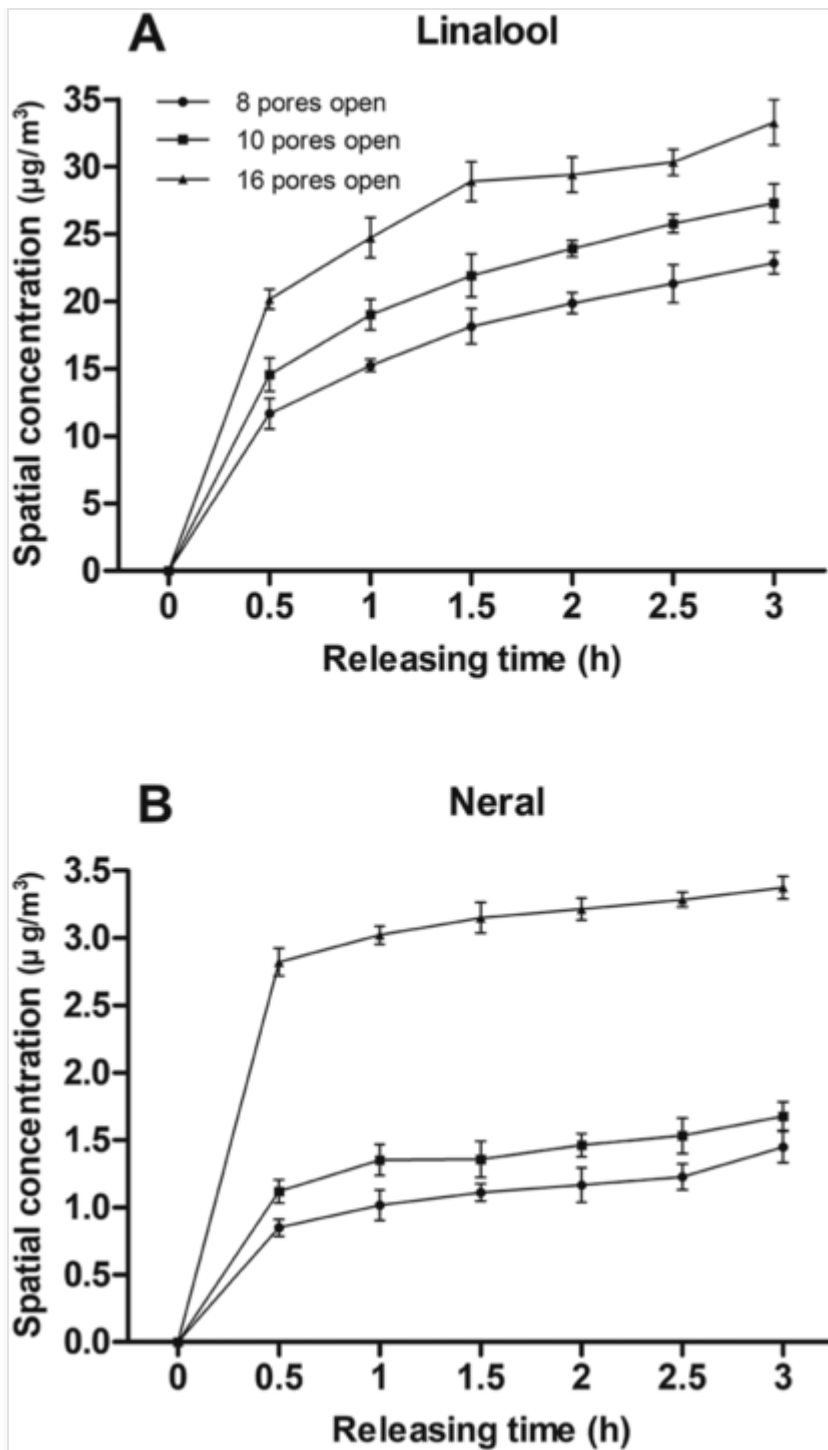 A
Linalool
Spatial concentration (µg/m³)
35
30
25
20
15
10
5
0
8 pores open
10 pores open
16 pores open
0 0.5 1 1.5 2 2.5 3
Releasing time (h)
B
Neral
Spatial concentration (µ g/m³)
3.5
3.0
2.5
2.0
1.5
1.0
0.5
0.0
0 0.5 1 1.5 2 2.5 3
Releasing time (h)